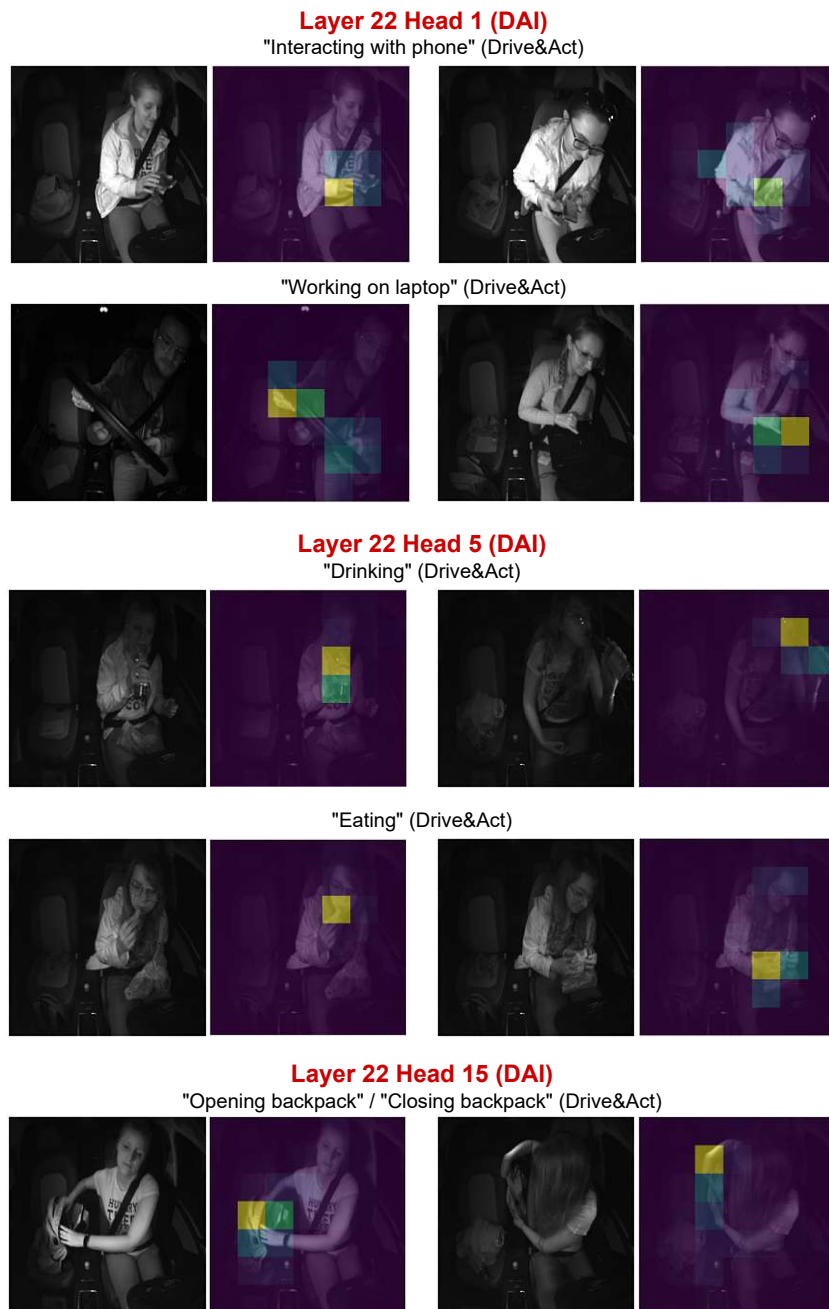 Layer 22 Head 1 (DAI)
"Interacting with phone" (Drive&Act)
"Working on laptop" (Drive&Act)
Layer 22 Head 5 (DAI)
"Drinking" (Drive&Act)
"Eating" (Drive&Act)
Layer 22 Head 15 (DAI)
"Opening backpack" / "Closing backpack" (Drive&Act)